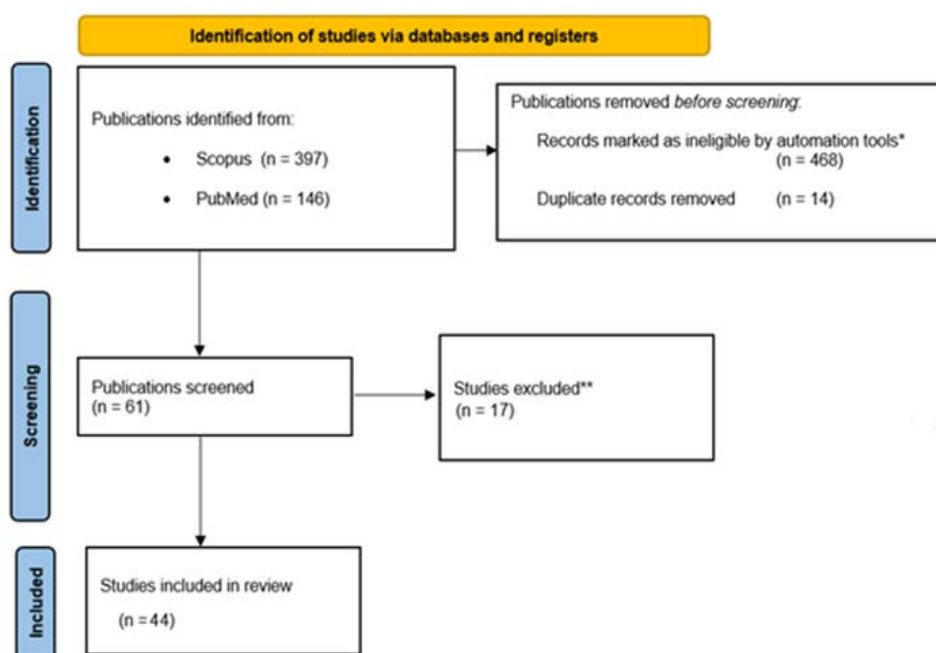 Identification of studies via databases and registers
Identification
Publications identified from:
• Scopus (n = 397)
• PubMed (n = 146)
Publications removed before screening:
Records marked as ineligible by automation tools*
(n = 468)
Duplicate records removed (n = 14)
Screening
Publications screened
(n = 61)
Studies excluded**
(n = 17)
Included
Studies included in review
(n = 44)